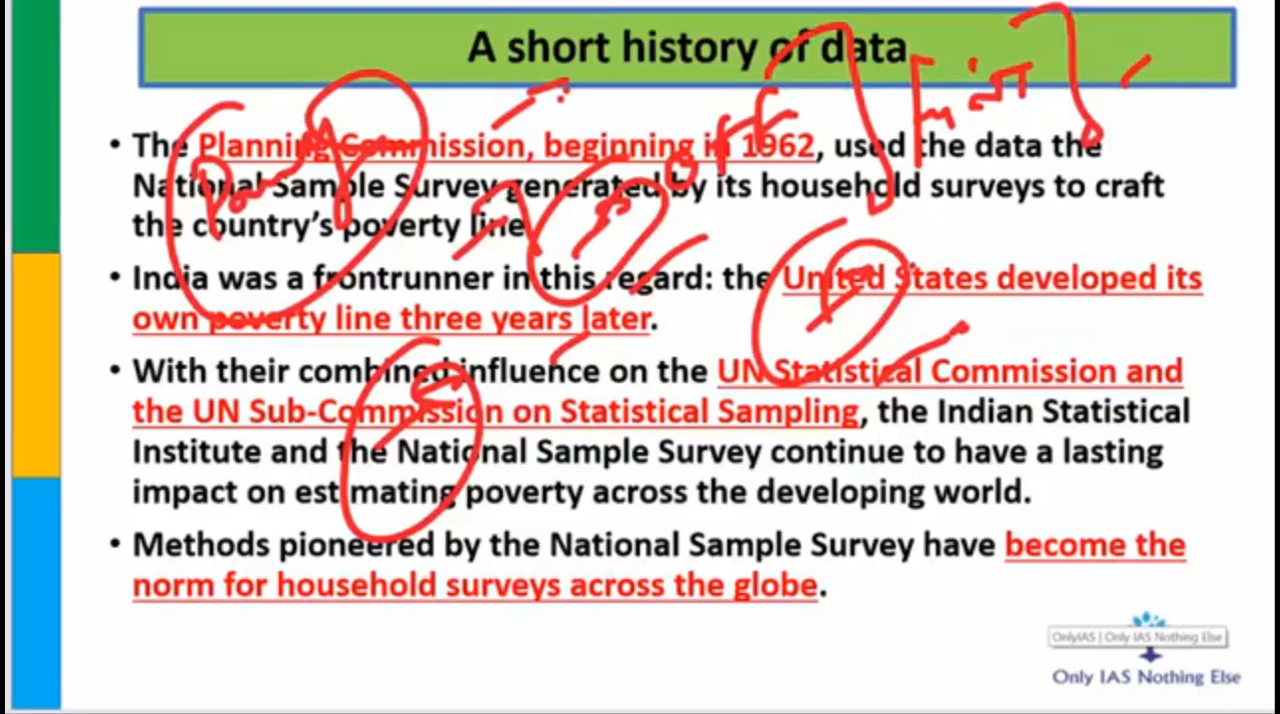 A short history of data
• The Planning Commission, beginning in 1962, used the data the
National Sample Survey generated by its household surveys to craft
the country's poverty line
• India was a frontrunner in this regard: the United States developed its
own poverty line three years later.
• With their combined influence on the UN Statistical Commission and
the UN Sub-Commission on Statistical Sampling, the Indian Statistical
Institute and the National Sample Survey continue to have a lasting
impact on estimating poverty across the developing world.
• Methods pioneered by the National Sample Survey have become the
norm for household surveys across the globe.
OnlyIAS | Only IAS Nothing Else
Only IAS Nothing Else